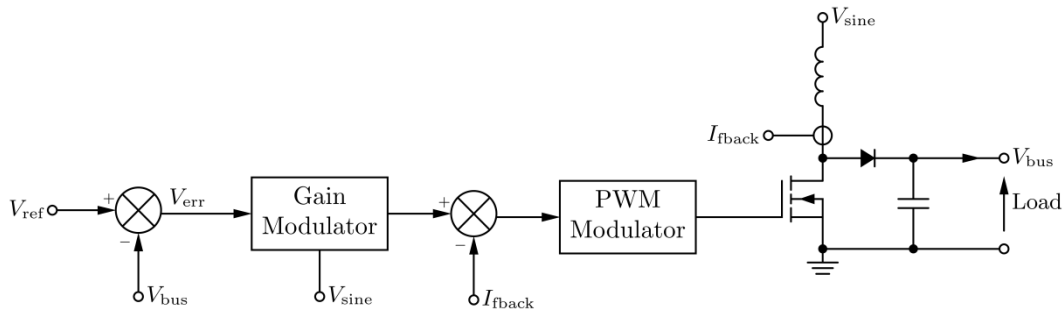 V_sine
I_fback
V_bus
V_ref
+
−
V_err
Gain
Modulator
+
−
PWM
Modulator
Load
V_bus
V_sine
I_fback